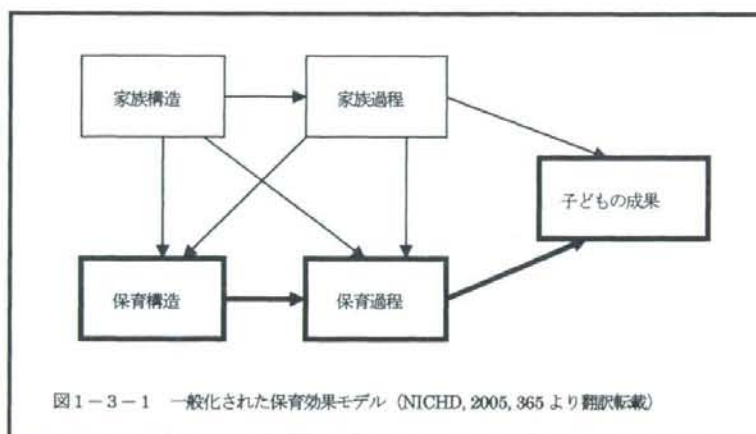 家族構造
家族過程
子どもの成果
保育構造
保育過程
図1-3-1 一般化された保育効果モデル (NICHD, 2005, 365 より翻訳転載)